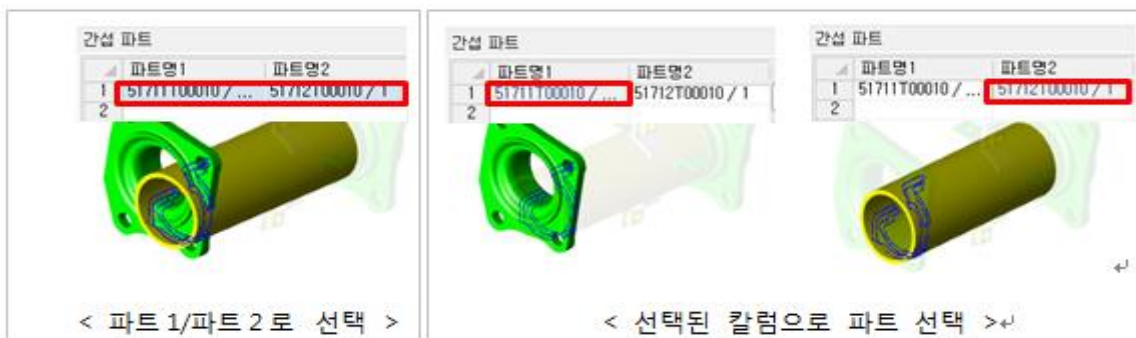 간섭 파트
파트명1 파트명2
1 51711T00010 / ... 51712T00010 / 1
2
< 파트 1/파트 2 로 선택 >
간섭 파트
파트명1 파트명2
1 51711T00010 / ... 51712T00010 / 1
2
간섭 파트
파트명1 파트명2
1 51711T00010 / ... 51712T00010 / 1
2
< 선택된 칼럼으로 파트 선택 >↵